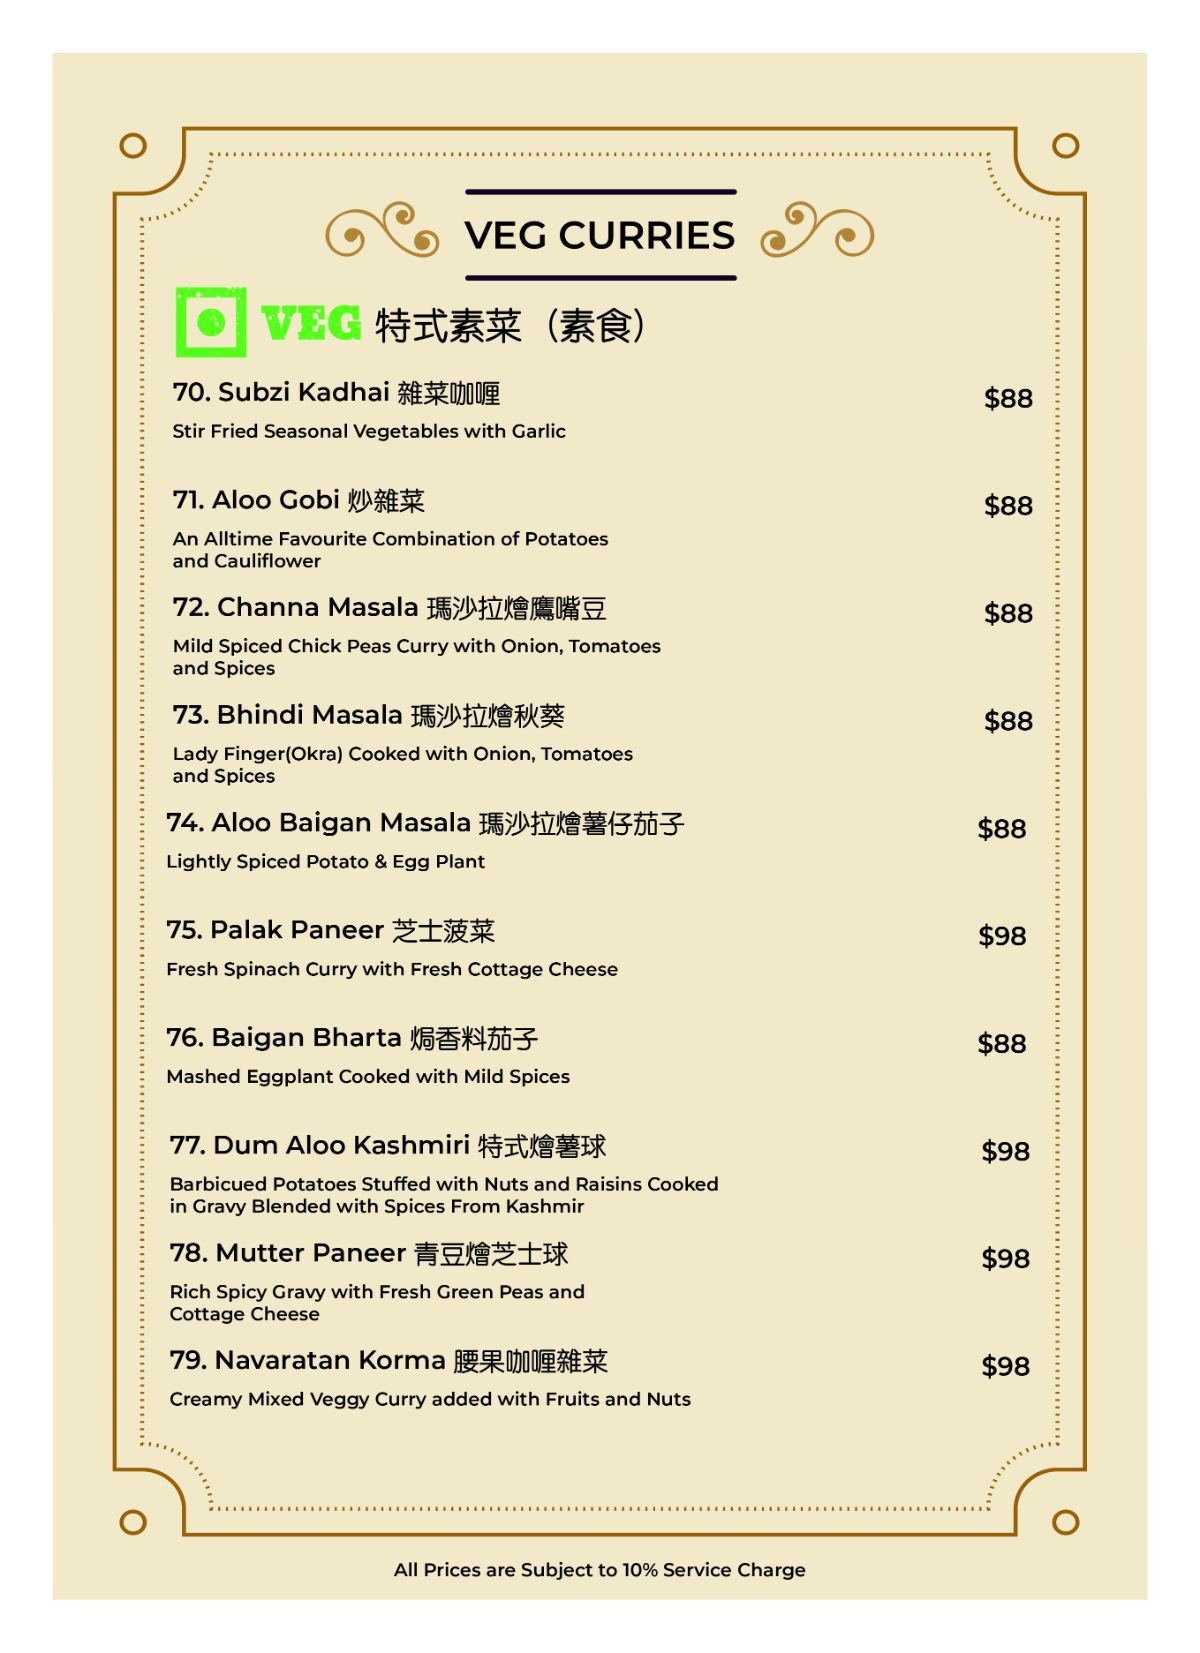 VEG CURRIES
VEG 特式素菜（素食）
70. Subzi Kadhai 雜菜咖喱 $88
Stir Fried Seasonal Vegetables with Garlic
71. Aloo Gobi 炒雜菜 $88
An Alltime Favourite Combination of Potatoes
and Cauliflower
72. Channa Masala 瑪沙拉燴鷹嘴豆 $88
Mild Spiced Chick Peas Curry with Onion, Tomatoes
and Spices
73. Bhindi Masala 瑪沙拉燴秋葵 $88
Lady Finger(Okra) Cooked with Onion, Tomatoes
and Spices
74. Aloo Baigan Masala 瑪沙拉燴薯仔茄子 $88
Lightly Spiced Potato & Egg Plant
75. Palak Paneer 芝士菠菜 $98
Fresh Spinach Curry with Fresh Cottage Cheese
76. Baigan Bharta 焗香料茄子 $88
Mashed Eggplant Cooked with Mild Spices
77. Dum Aloo Kashmiri 特式燴薯球 $98
Barbicued Potatoes Stuffed with Nuts and Raisins Cooked
in Gravy Blended with Spices From Kashmir
78. Mutter Paneer 青豆燴芝士球 $98
Rich Spicy Gravy with Fresh Green Peas and
Cottage Cheese
79. Navaratan Korma 腰果咖喱雜菜 $98
Creamy Mixed Veggy Curry added with Fruits and Nuts
All Prices are Subject to 10% Service Charge